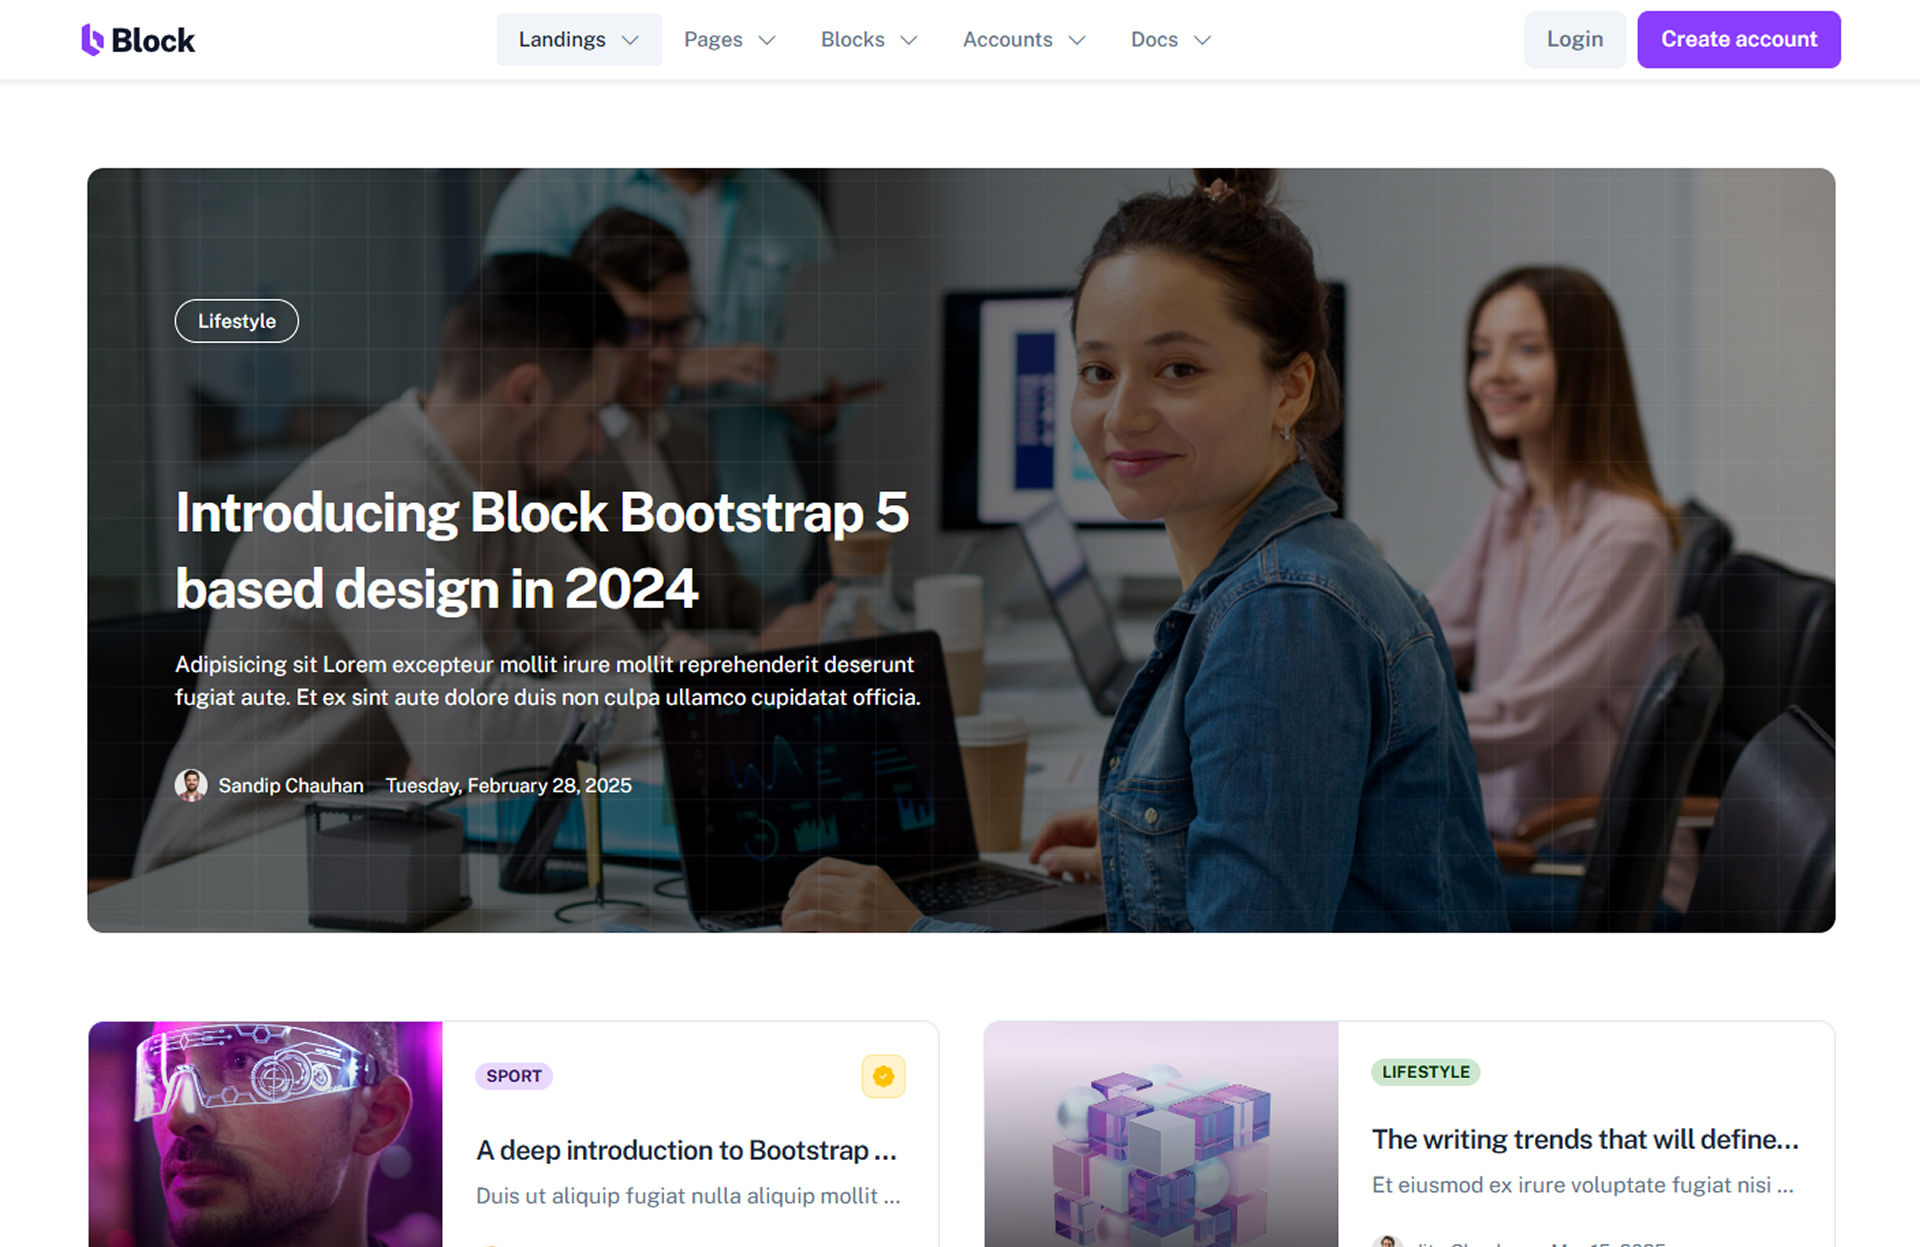 Block
Landings
Pages
Blocks
Accounts
Docs
Login
Create account
Lifestyle
Introducing Block Bootstrap 5
based design in 2024
Adipisicing sit Lorem excepteur mollit irure mollit reprehenderit deserunt
fugiat aute. Et ex sint aute dolore duis non culpa ullamco cupidatat officia.
Sandip Chauhan Tuesday, February 28, 2025
SPORT
A deep introduction to Bootstrap ...
Duis ut aliquip fugiat nulla aliquip mollit ...
LIFESTYLE
The writing trends that will define...
Et eiusmod ex irure voluptate fugiat nisi ...